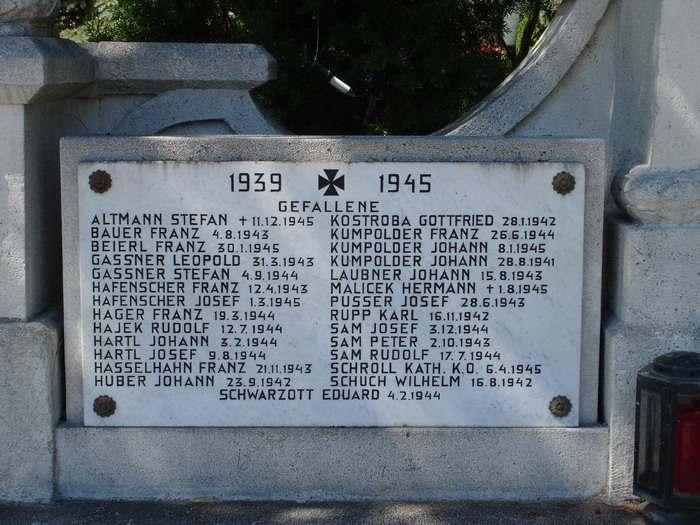 1939 1945
GEFALLENE
ALTMANN STEFAN + 11.12.1945
BAUER FRANZ 4.8.1943
BEIERL FRANZ 30.1.1945
GASSNER LEOPOLD 31.3.1943
GASSNER STEFAN 4.9.1944
HAFENSCHER FRANZ 12.4.1943
HAFENSCHER JOSEF 1.3.1945
HAGER FRANZ 19.3.1944
HAJEK RUDOLF 12.7.1944
HARTL JOHANN 3.2.1944
HARTL JOSEF 9.8.1944
HASSELHAHN FRANZ 21.11.1943
HUBER JOHANN 23.9.1942
KOSTROBA GOTTFRIED 28.1.1942
KUMPOLDER FRANZ 26.6.1944
KUMPOLDER JOHANN 8.1.1945
KUMPOLDER JOHANN 28.8.1941
LAUBNER JOHANN 15.8.1943
MALICEK HERMANN + 1.8.1945
PUSSER JOSEF 28.6.1943
RUPP KARL 16.11.1942
SAM JOSEF 3.12.1944
SAM PETER 2.10.1943
SAM RUDOLF 17.7.1944
SCHROLL KATH. K.O. 6.4.1945
SCHUCH WILHELM 16.8.1942
SCHWARZOTT EDUARD 4.2.1944